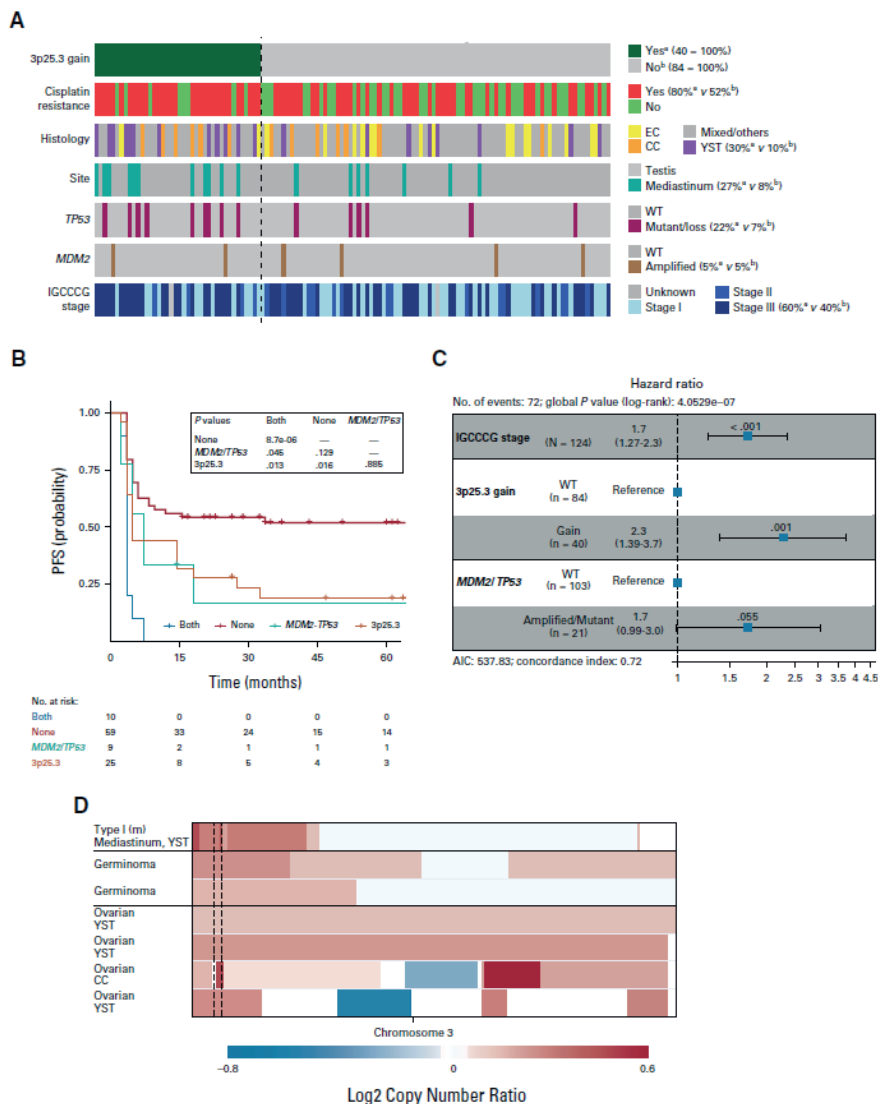 A
3p25.3 gain
Yesᵃ (40 – 100%)
Noᵇ (84 – 100%)
Cisplatin
resistance
Yes (80%ᵃ v 52%ᵇ)
No
Histology
EC
CC
Mixed/others
YST (30%ᵃ v 10%ᵇ)
Site
Testis
Mediastinum (27%ᵃ v 8%ᵇ)
TP53
WT
Mutant/loss (22%ᵃ v 7%ᵇ)
MDM2
WT
Amplified (5%ᵃ v 5%ᵇ)
IGCCCG
stage
Unknown
Stage I
Stage II
Stage III (60%ᵃ v 40%ᵇ)
B
PFS (probability)
1.00
0.75
0.50
0.25
P values Both None MDM2/TP53
None 8.7e-06 — —
MDM2/TP53 .045 .129 —
3p25.3 .013 .016 .885
Both None MDM2-TP53 3p25.3
0 15 30 45 60
Time (months)
No. at risk:
Both 10 0 0 0 0
None 59 33 24 15 14
MDM2/TP53 9 2 1 1 1
3p25.3 25 8 5 4 3
C
Hazard ratio
No. of events: 72; global P value (log-rank): 4.0529e–07
IGCCCG stage (N = 124) 1.7 (1.27-2.3) < .001
3p25.3 gain WT (n = 84) Reference
Gain (n = 40) 2.3 (1.39-3.7) .001
MDM2/TP53 WT (n = 103) Reference
Amplified/Mutant (n = 21) 1.7 (0.99-3.0) .055
AIC: 537.83; concordance index: 0.72
1 1.5 2 2.5 3 3.5 4 4.5
D
Type I (m)
Mediastinum, YST
Germinoma
Germinoma
Ovarian
YST
Ovarian
YST
Ovarian
CC
Ovarian
YST
Chromosome 3
–0.8 0 0.6
Log2 Copy Number Ratio